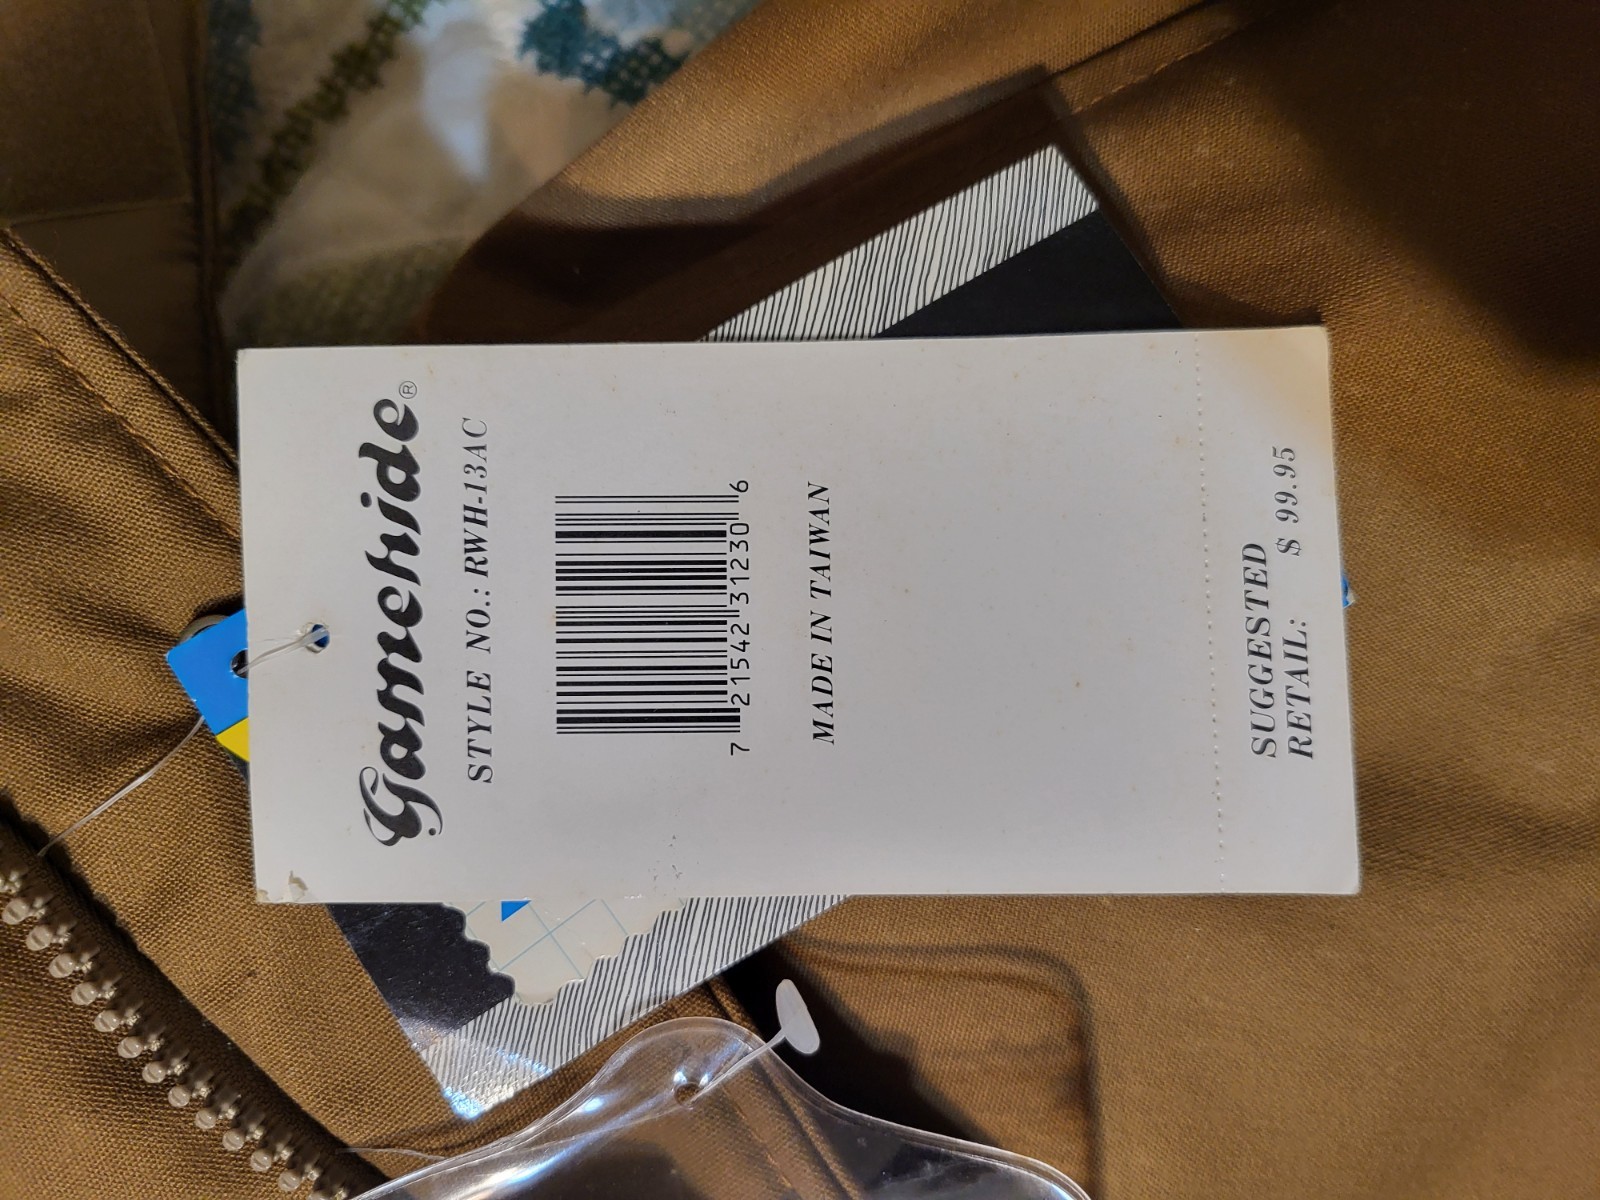 Gamehide®
STYLE NO.: RWH-13AC
7 21542 31230 6
MADE IN TAIWAN
SUGGESTED
RETAIL: $ 99.95